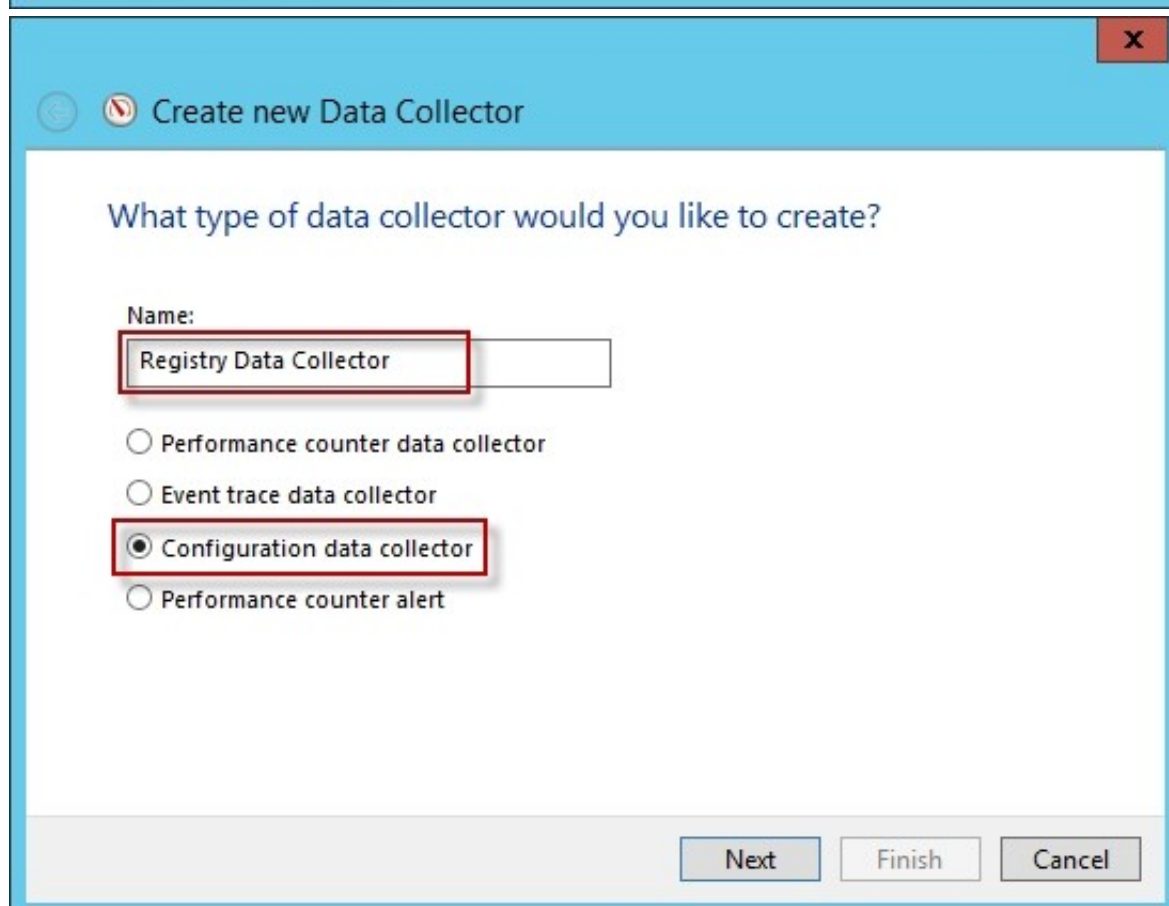 X
Create new Data Collector
What type of data collector would you like to create?
Name:
Registry Data Collector
Performance counter data collector
Event trace data collector
Configuration data collector
Performance counter alert
Next Finish Cancel